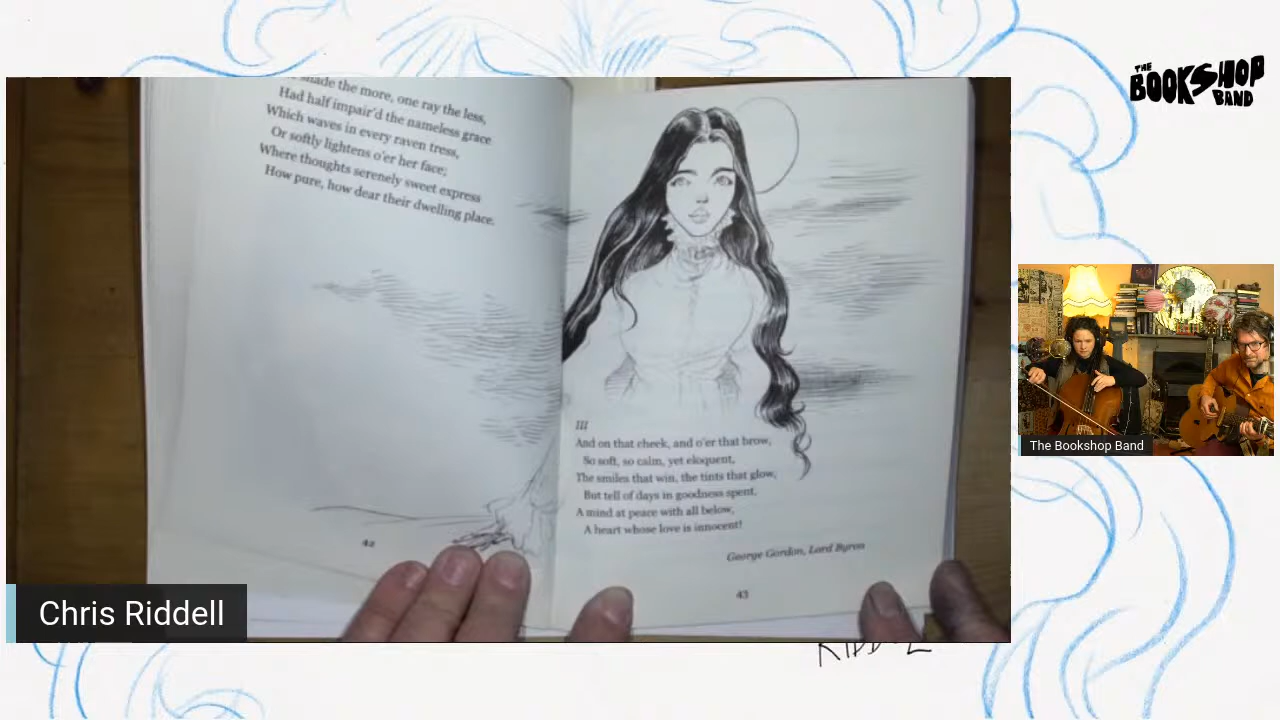 shade the more, one ray the less,
Had half impair'd the nameless grace
Which waves in every raven tress,
Or softly lightens o'er her face;
Where thoughts serenely sweet express
How pure, how dear their dwelling place.
42
III
And on that cheek, and o'er that brow,
So soft, so calm, yet eloquent,
The smiles that win, the tints that glow,
But tell of days in goodness spent,
A mind at peace with all below,
A heart whose love is innocent!
George Gordon, Lord Byron
43
Chris Riddell
THE
BOOKSHOP
BAND
The Bookshop Band